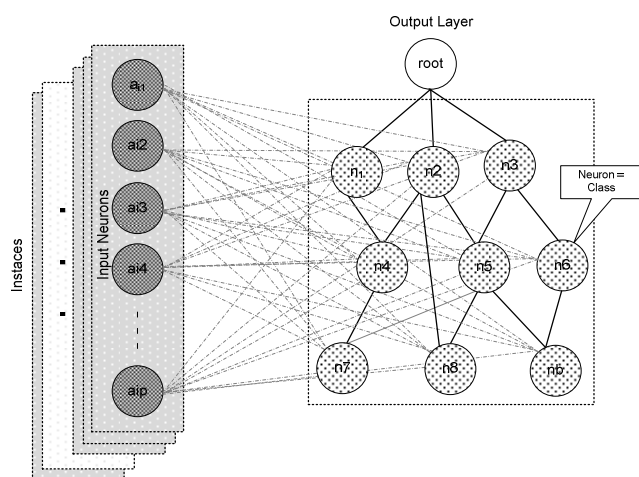 Output Layer
root
Instaces
Input Neurons
ai1
ai2
ai3
ai4
aip
n1
n2
n3
Neuron =
Class
n4
n5
n6
n7
n8
nb